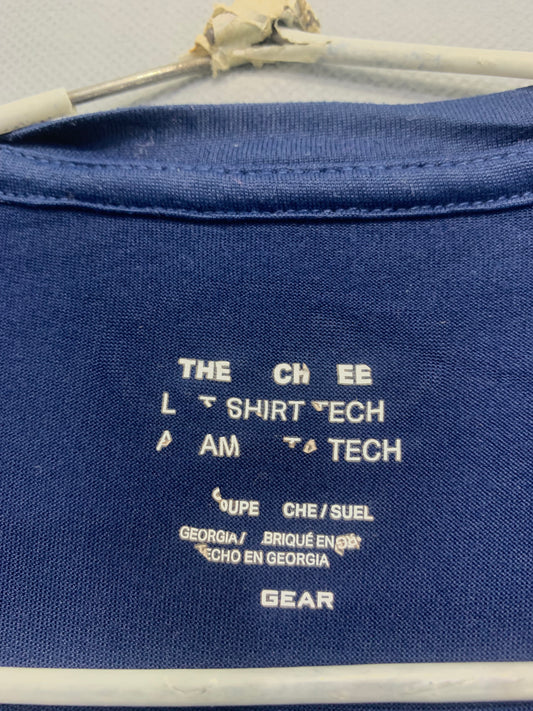 THE CH EE
SHIRT TECH
AM TECH
OUPE CHE / SUEL
GEORGIA / BRIQUÉ EN
ECHO EN GEORGIA
GEAR